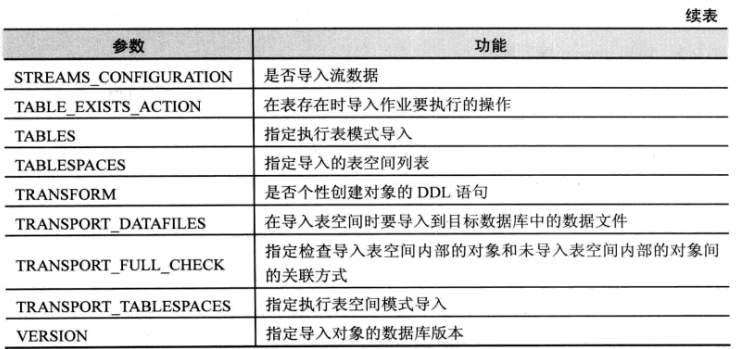 续表
参数 功能
STREAMS_CONFIGURATION 是否导入流数据
TABLE_EXISTS_ACTION 在表存在时导入作业要执行的操作
TABLES 指定执行表模式导入
TABLESPACES 指定导入的表空间列表
TRANSFORM 是否个性创建对象的 DDL 语句
TRANSPORT_DATAFILES 在导入表空间时要导入到目标数据库中的数据文件
TRANSPORT_FULL_CHECK 指定检查导入表空间内部的对象和未导入表空间内部的对象间
的关联方式
TRANSPORT_TABLESPACES 指定执行表空间模式导入
VERSION 指定导入对象的数据库版本